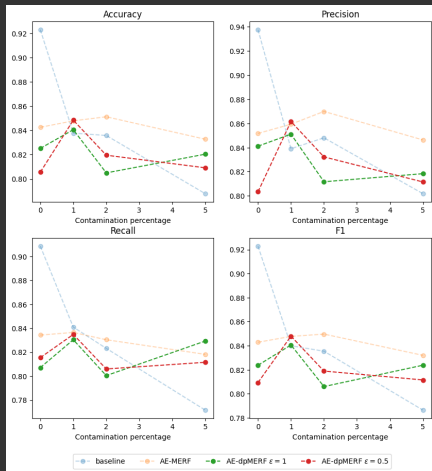 Accuracy
Precision
0.92
0.90
0.88
0.86
0.84
0.82
0.80
0.94
0.92
0.90
0.88
0.86
0.84
0.82
0.80
0 1 2 3 4 5
0 1 2 3 4 5
Contamination percentage
Contamination percentage
Recall
F1
0.90
0.88
0.86
0.84
0.82
0.80
0.78
0.92
0.90
0.88
0.86
0.84
0.82
0.80
0.78
0 1 2 3 4 5
0 1 2 3 4 5
Contamination percentage
Contamination percentage
baseline AE-MERF AE-dpMERF ε = 1 AE-dpMERF ε = 0.5